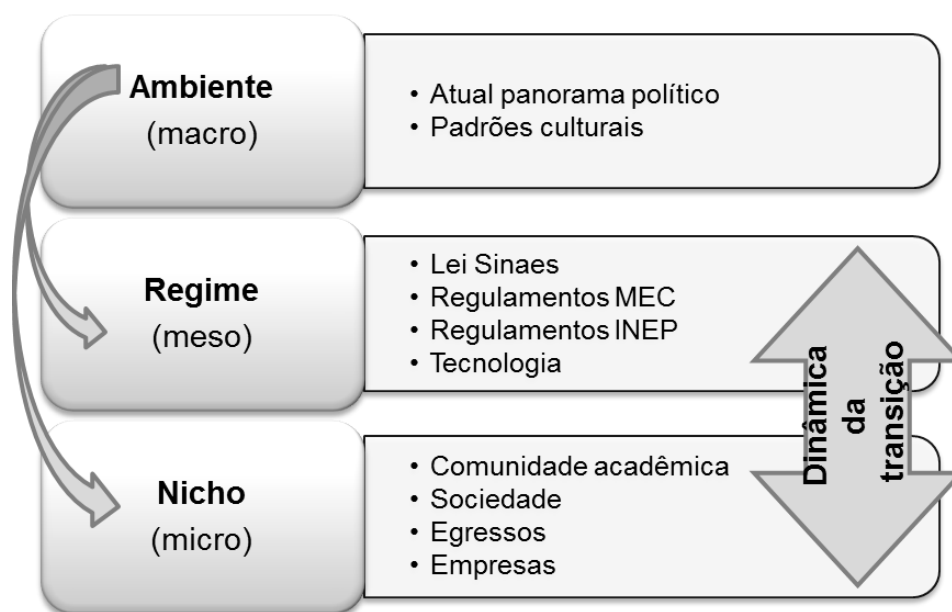 Ambiente
(macro)
• Atual panorama político
• Padrões culturais
Regime
(meso)
• Lei Sinaes
• Regulamentos MEC
• Regulamentos INEP
• Tecnologia
Nicho
(micro)
• Comunidade acadêmica
• Sociedade
• Egressos
• Empresas
Dinâmica
da
transição